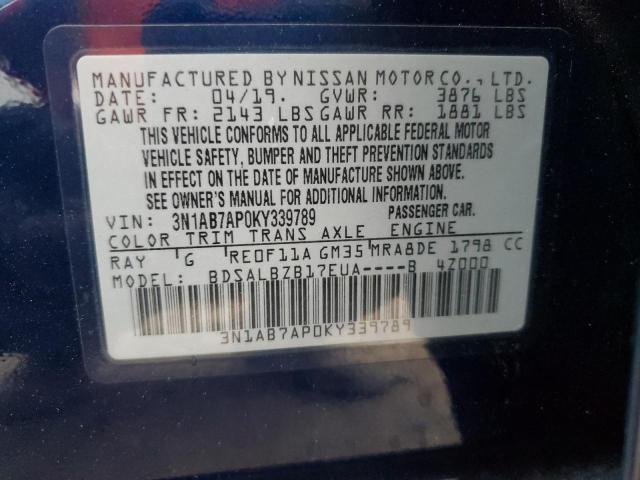 MANUFACTURED BY NISSAN MOTOR CO., LTD.
DATE: 04/19. GVWR: 3876 LBS
GAWR FR: 2143 LBS GAWR RR: 1881 LBS
THIS VEHICLE CONFORMS TO ALL APPLICABLE FEDERAL MOTOR
VEHICLE SAFETY, BUMPER AND THEFT PREVENTION STANDARDS
IN EFFECT ON THE DATE OF MANUFACTURE SHOWN ABOVE.
SEE OWNER'S MANUAL FOR ADDITIONAL INFORMATION.
VIN: 3N1AB7AP0KY339789 PASSENGER CAR.
COLOR TRIM TRANS AXLE ENGINE
RAY G RE0F11A GM35 MRA8DE 1798 CC
MODEL: BDSALBZB17EUA----B 4Z000
3N1AB7AP0KY339789